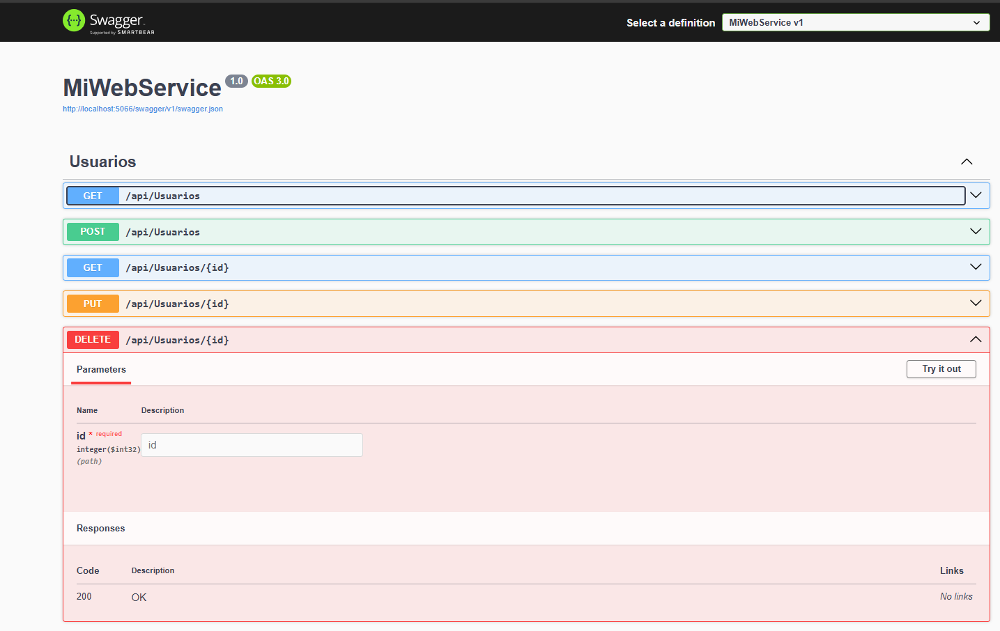 Swagger
Supported by SMARTBEAR
Select a definition
MiWebService v1
MiWebService 1.0 OAS 3.0
http://localhost:5066/swagger/v1/swagger.json
Usuarios
GET /api/Usuarios
POST /api/Usuarios
GET /api/Usuarios/{id}
PUT /api/Usuarios/{id}
DELETE /api/Usuarios/{id}
Parameters
Try it out
Name Description
id * required
integer($int32)
(path)
id
Responses
Code Description Links
200 OK No links